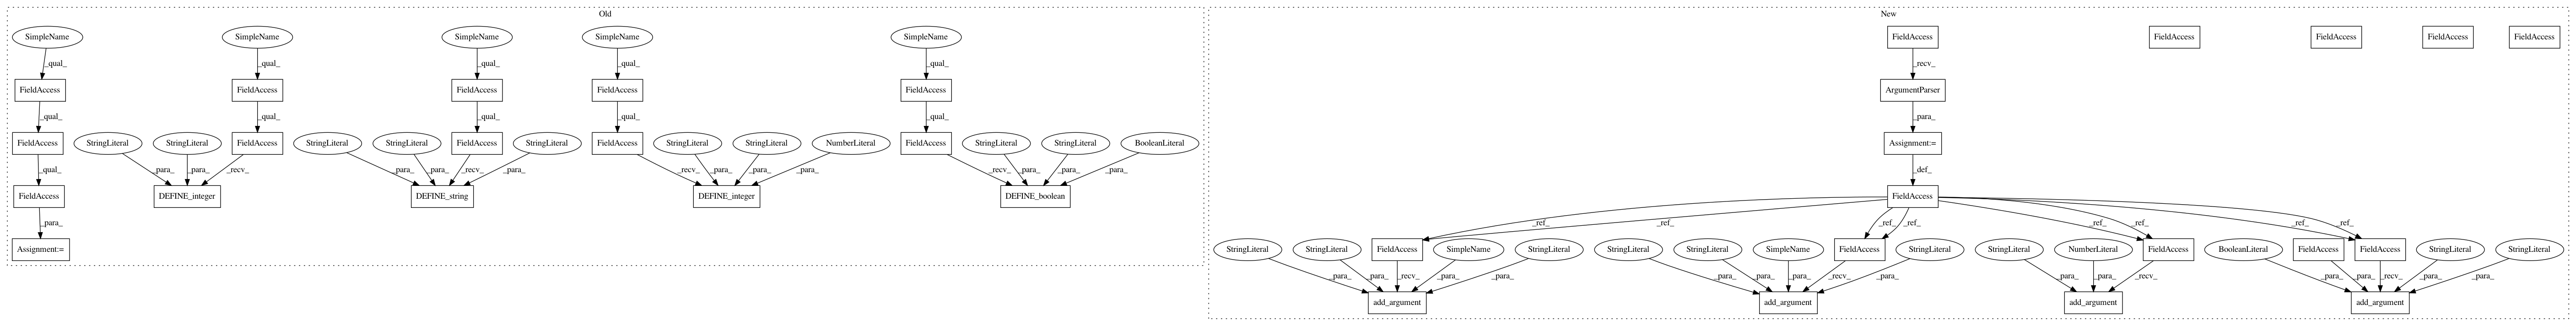 Old
New
SimpleName
SimpleName
SimpleName
SimpleName
SimpleName
FieldAccess
FieldAccess
FieldAccess
FieldAccess
FieldAccess
_qual_
_qual_
_qual_
_qual_
_qual_
_recv_
FieldAccess
FieldAccess
FieldAccess
FieldAccess
FieldAccess
ArgumentParser
_qual_
_qual_
_qual_
_qual_
_qual_
_para_
FieldAccess
StringLiteral
StringLiteral
FieldAccess
StringLiteral
StringLiteral
FieldAccess
StringLiteral
FieldAccess
StringLiteral
StringLiteral
NumberLiteral
FieldAccess
StringLiteral
StringLiteral
BooleanLiteral
Assignment:=
_qual_
_para_
_para_
_recv_
_para_
_para_
_recv_
_para_
_recv_
_para_
_para_
_para_
_recv_
_para_
_para_
_para_
_def_
FieldAccess
DEFINE_integer
DEFINE_string
DEFINE_integer
DEFINE_boolean
FieldAccess
_para_
_ref_
_ref_
_ref_
_ref_
_ref_
_ref_
_ref_
_ref_
Assignment:=
StringLiteral
StringLiteral
FieldAccess
SimpleName
StringLiteral
StringLiteral
StringLiteral
SimpleName
FieldAccess
StringLiteral
StringLiteral
NumberLiteral
FieldAccess
BooleanLiteral
FieldAccess
FieldAccess
StringLiteral
StringLiteral
_para_
_para_
_recv_
_para_
_para_
_para_
_para_
_para_
_recv_
_para_
_para_
_para_
_recv_
_para_
_para_
_recv_
_para_
_para_
add_argument
add_argument
add_argument
add_argument